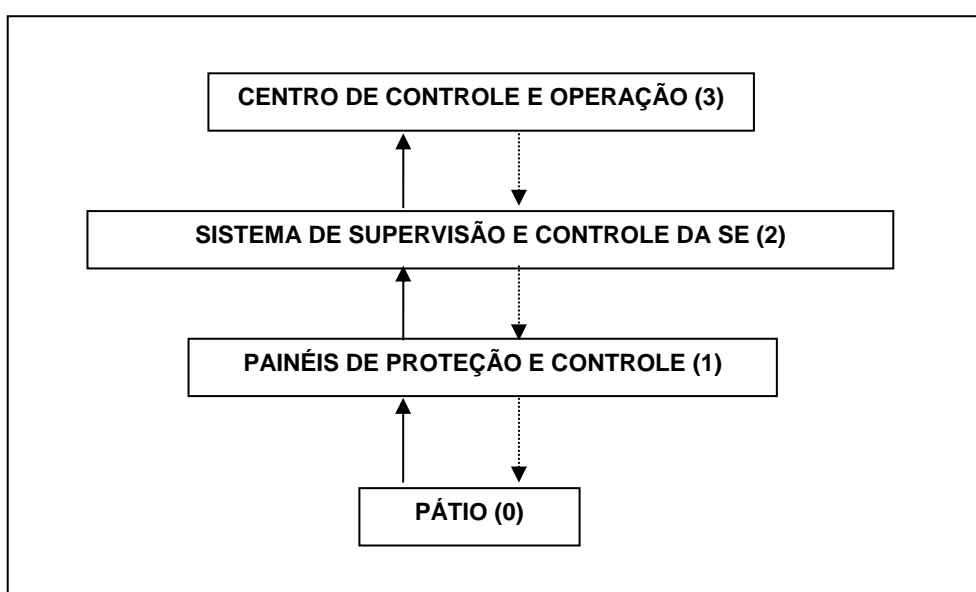 CENTRO DE CONTROLE E OPERAÇÃO (3)
SISTEMA DE SUPERVISÃO E CONTROLE DA SE (2)
PAINÉIS DE PROTEÇÃO E CONTROLE (1)
PÁTIO (0)